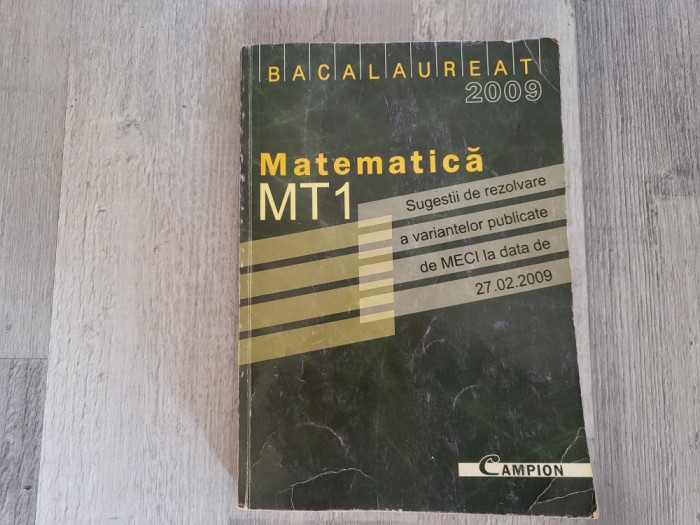 BACALAUREAT
2009
Matematică
MT1
Sugestii de rezolvare
a variantelor publicate
de MECI la data de
27.02.2009
CAMPION